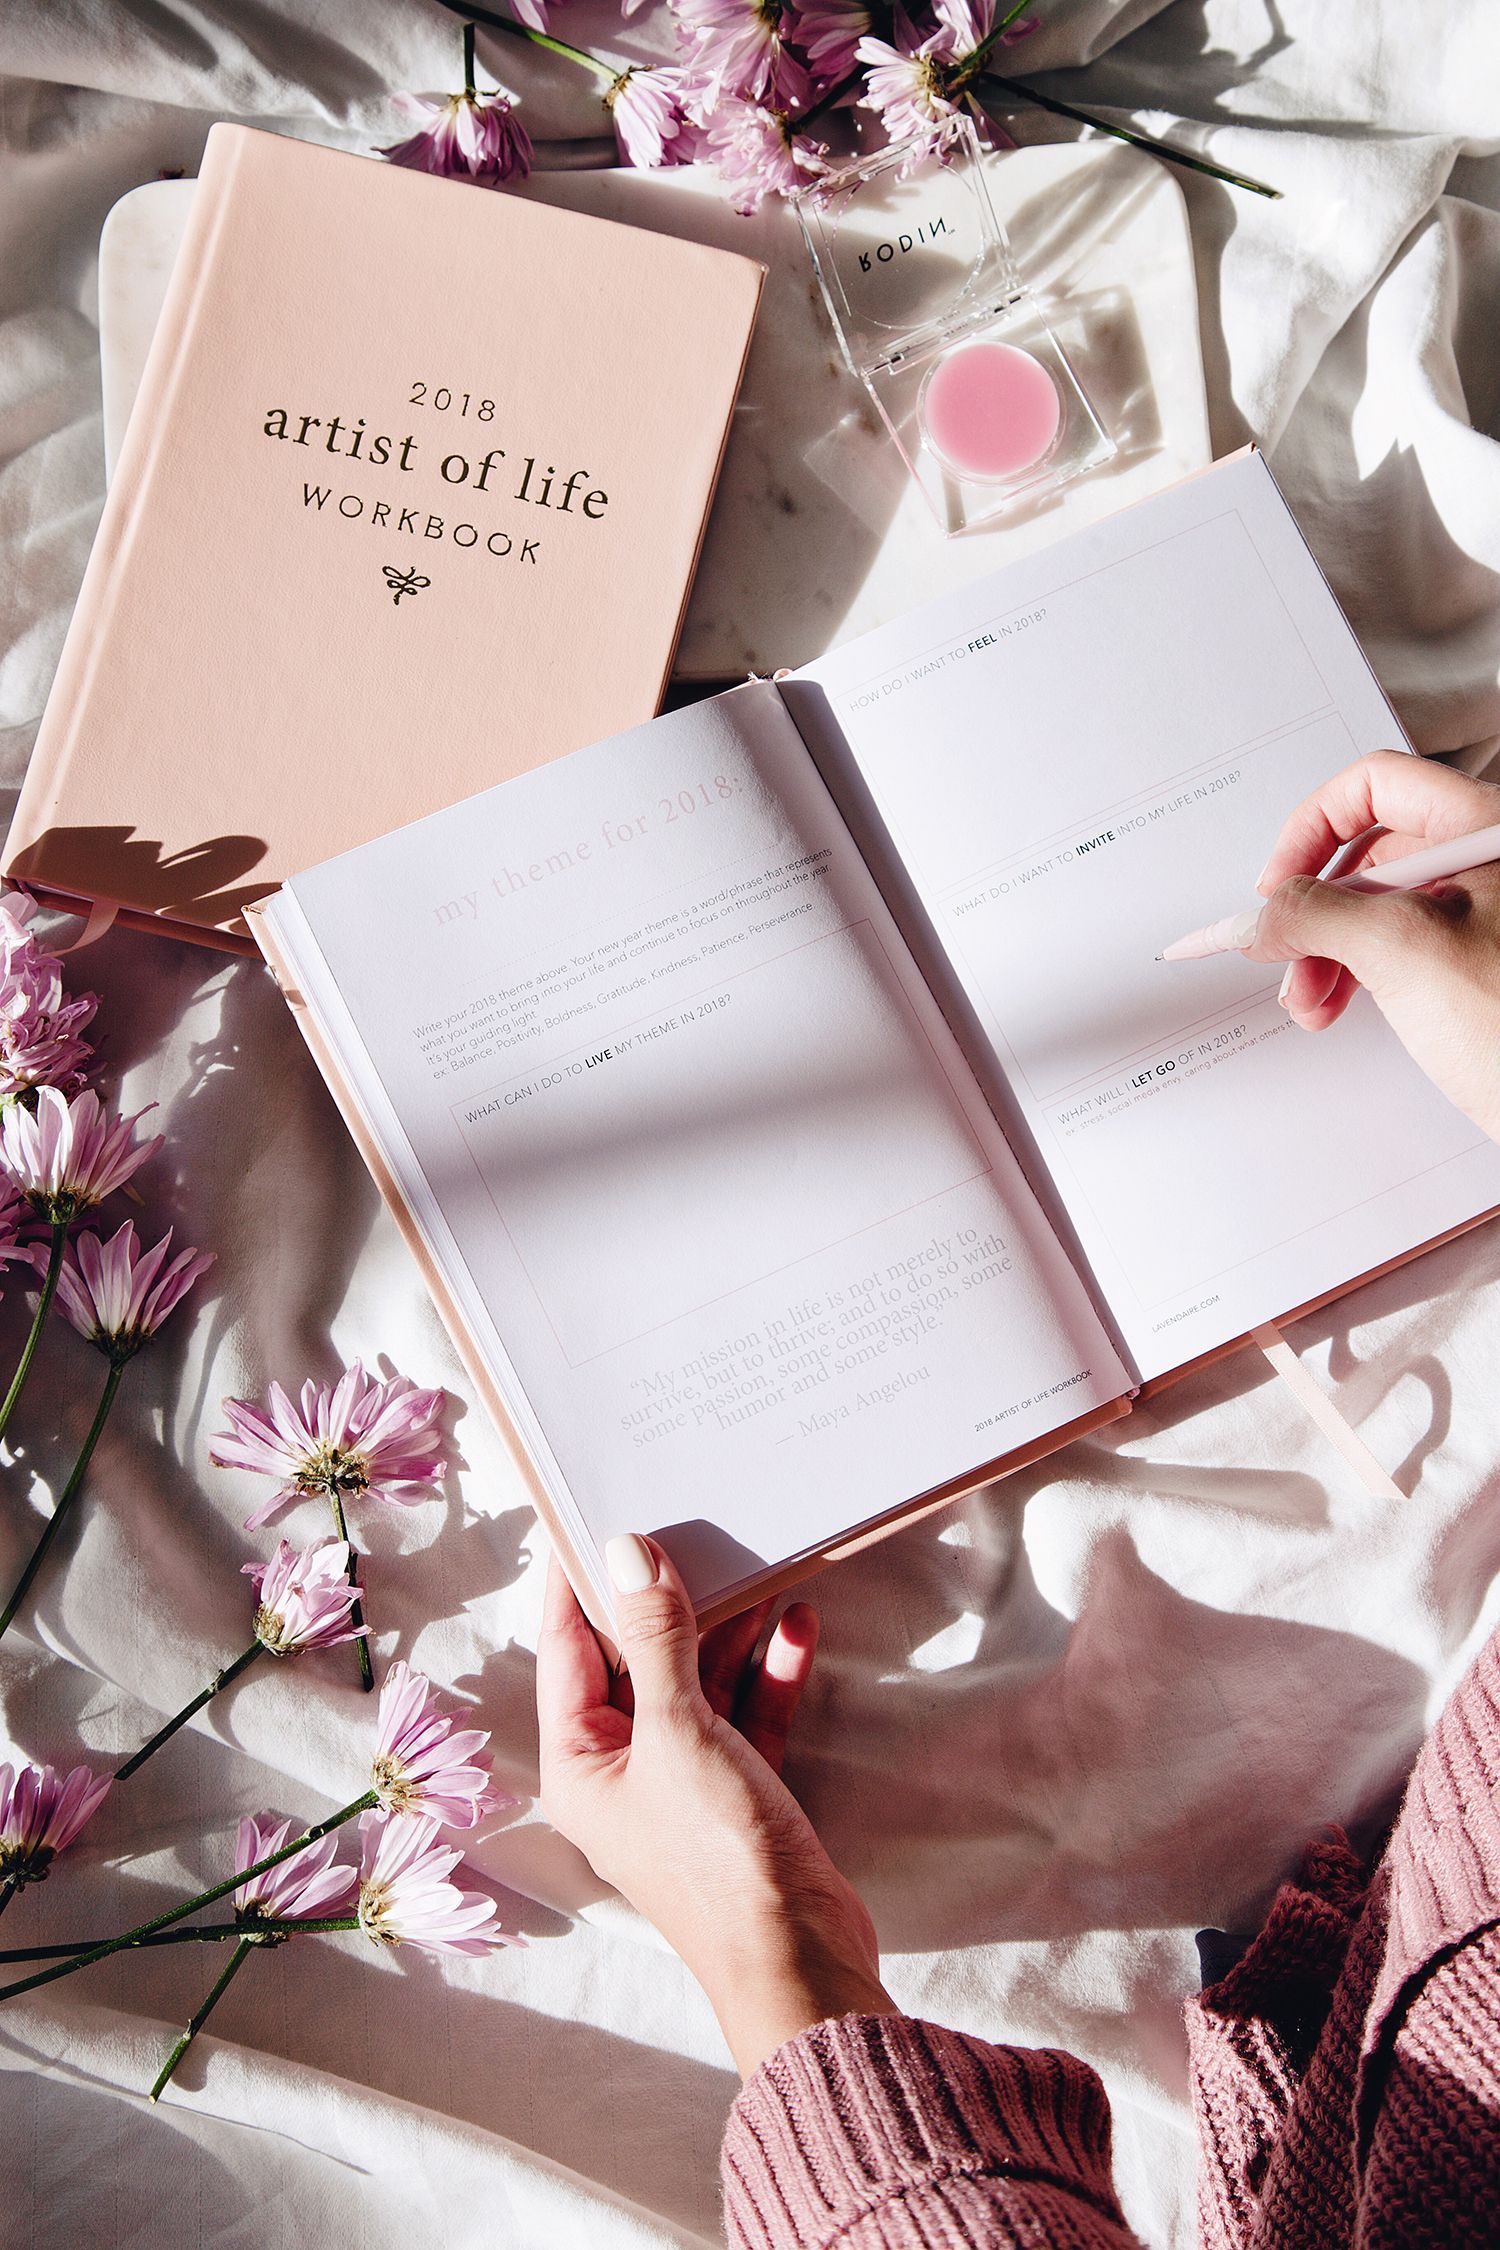 2018
artist of life
WORKBOOK
RODIN
my theme for 2018:
Write your 2018 theme above. Your new year theme is a word/phrase that represents
what you want to bring into your life and continue to focus on throughout the year.
It's your guiding light.
ex: Balance, Positivity, Boldness, Gratitude, Kindness, Patience, Perseverance
WHAT CAN I DO TO LIVE MY THEME IN 2018?
“My mission in life is not merely to
survive, but to thrive; and to do so with
some passion, some compassion, some
humor and some style.”
— Maya Angelou
2018 ARTIST OF LIFE WORKBOOK
HOW DO I WANT TO FEEL IN 2018?
WHAT DO I WANT TO INVITE INTO MY LIFE IN 2018?
WHAT WILL I LET GO OF IN 2018?
ex: stress, social media envy, caring about what others
LAVENDAIRE.COM